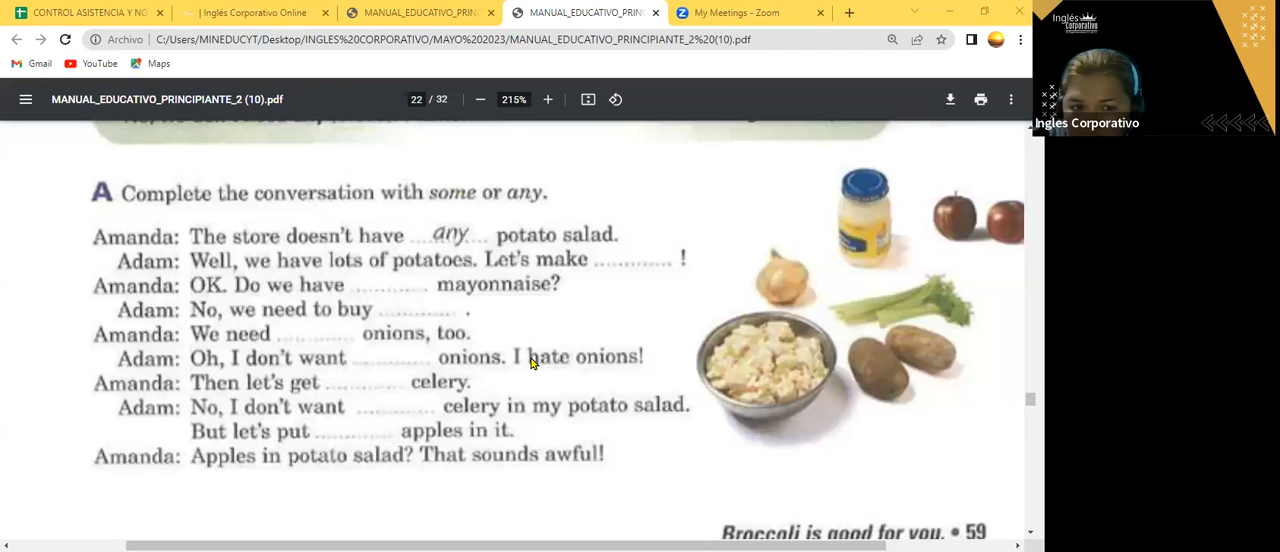 CONTROL ASISTENCIA Y NO
| Inglés Corporativo Online
MANUAL_EDUCATIVO_PRIN
MANUAL_EDUCATIVO_PRINC
My Meetings - Zoom
Archivo | C:/Users/MINEDUCYT/Desktop/INGLES%20CORPORATIVO/MAYO%202023/MANUAL_EDUCATIVO_PRINCIPIANTE_2%20(10).pdf
Gmail YouTube Maps
MANUAL_EDUCATIVO_PRINCIPIANTE_2 (10).pdf 22 / 32 215%
Inglés
Corporativo
Ingles Corporativo
A Complete the conversation with some or any.
Amanda: The store doesn't have ....any.... potato salad.
Adam: Well, we have lots of potatoes. Let's make ............. !
Amanda: OK. Do we have ............ mayonnaise?
Adam: No, we need to buy ............. .
Amanda: We need ............. onions, too.
Adam: Oh, I don't want ............. onions. I hate onions!
Amanda: Then let's get ............. celery.
Adam: No, I don't want ............. celery in my potato salad.
But let's put ............. apples in it.
Amanda: Apples in potato salad? That sounds awful!
Broccoli is good for you. • 59